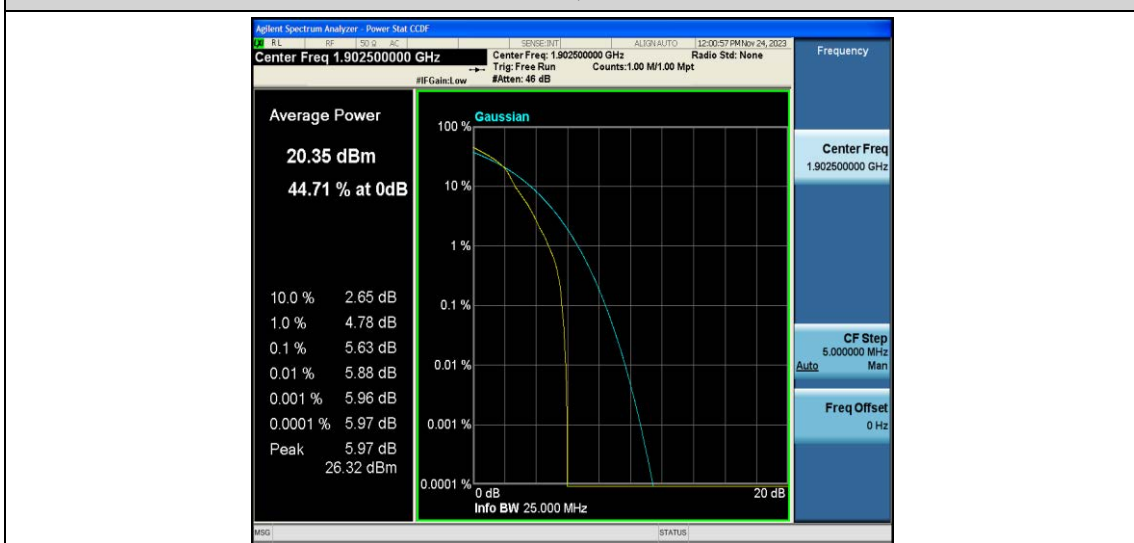 Agilent Spectrum Analyzer - Power Stat CCDF
RL RF 50 Ω AC SENSE:INT ALIGN AUTO 12:00:57 PM Nov 24, 2023
Center Freq 1.902500000 GHz
Center Freq: 1.902500000 GHz Radio Std: None
Trig: Free Run Counts:1.00 M/1.00 Mpt
#IFGain:Low #Atten: 46 dB
Frequency
Average Power
20.35 dBm
44.71 % at 0dB
10.0 % 2.65 dB
1.0 % 4.78 dB
0.1 % 5.63 dB
0.01 % 5.88 dB
0.001 % 5.96 dB
0.0001 % 5.97 dB
Peak 5.97 dB
26.32 dBm
Gaussian
100 %
10 %
1 %
0.1 %
0.01 %
0.001 %
0.0001 %
0 dB 20 dB
Info BW 25.000 MHz
Center Freq
1.902500000 GHz
CF Step
5.000000 MHz
Auto Man
Freq Offset
0 Hz
MSG STATUS